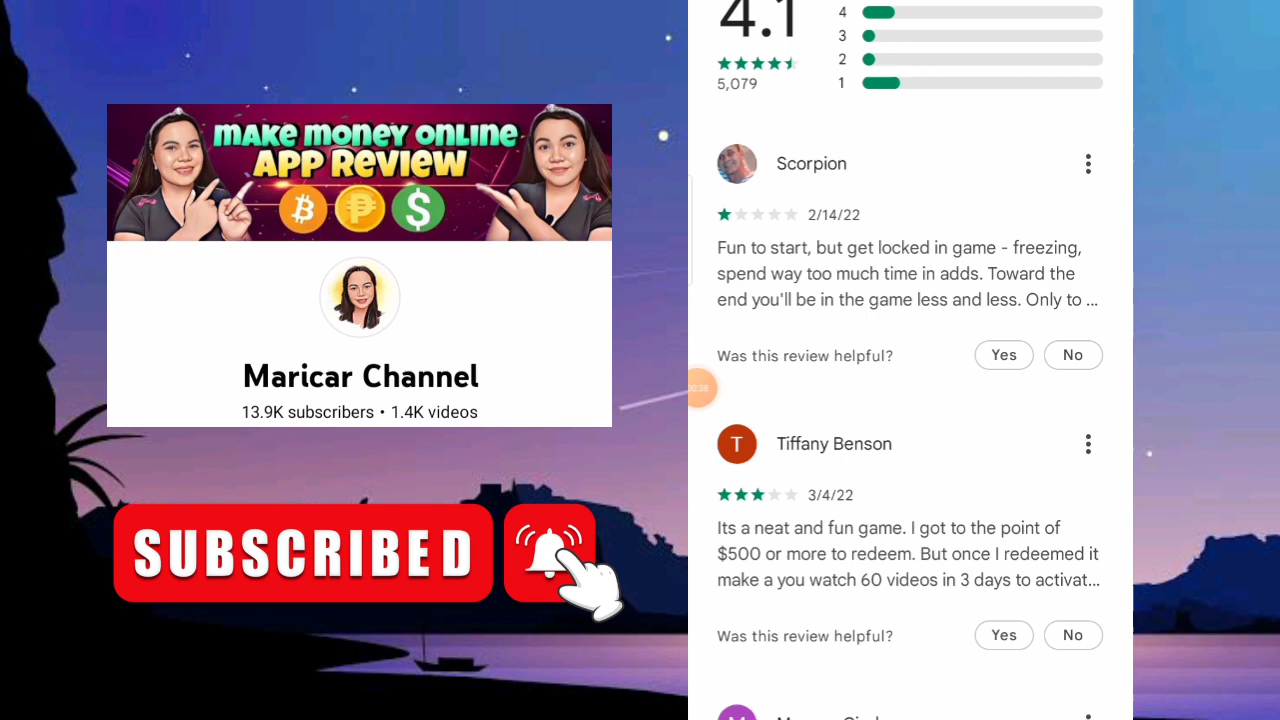 MAKE MONEY ONLINE
APP REVIEW
Maricar Channel
13.9K subscribers • 1.4K videos
SUBSCRIBED
4.1
5,079
4
3
2
1
Scorpion
2/14/22
Fun to start, but get locked in game - freezing,
spend way too much time in adds. Toward the
end you'll be in the game less and less. Only to ...
Was this review helpful?
Yes
No
00:36
T
Tiffany Benson
3/4/22
Its a neat and fun game. I got to the point of
$500 or more to redeem. But once I redeemed it
make a you watch 60 videos in 3 days to activat...
Was this review helpful?
Yes
No